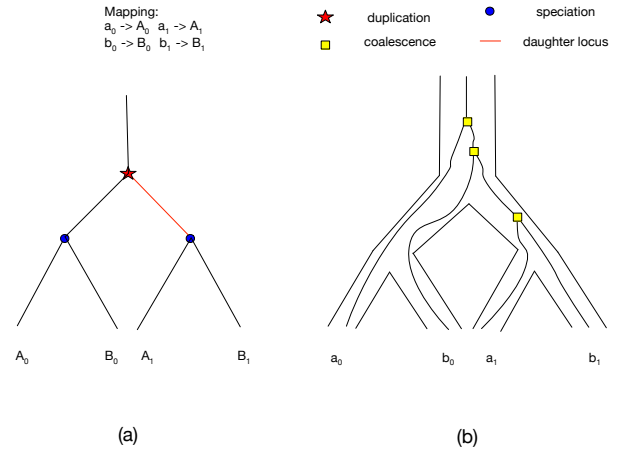 Mapping:
a₀ -> A₀ a₁ -> A₁
b₀ -> B₀ b₁ -> B₁
duplication
speciation
coalescence
daughter locus
A₀ B₀ A₁ B₁
a₀ b₀ a₁ b₁
(a) (b)